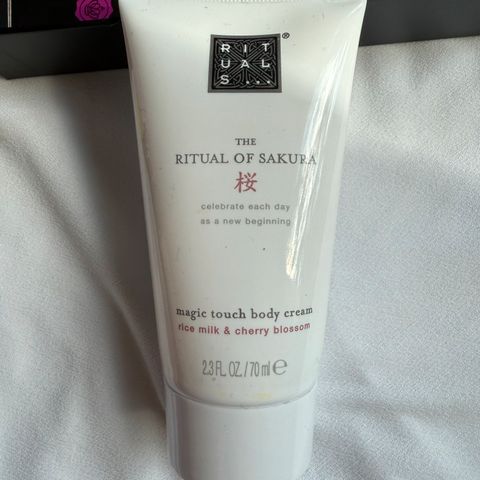 RIT
UAL
S...
®
THE
RITUAL OF SAKURA
桜
celebrate each day
as a new beginning
magic touch body cream
rice milk & cherry blossom
2.3 FL. OZ. / 70 ml ℮